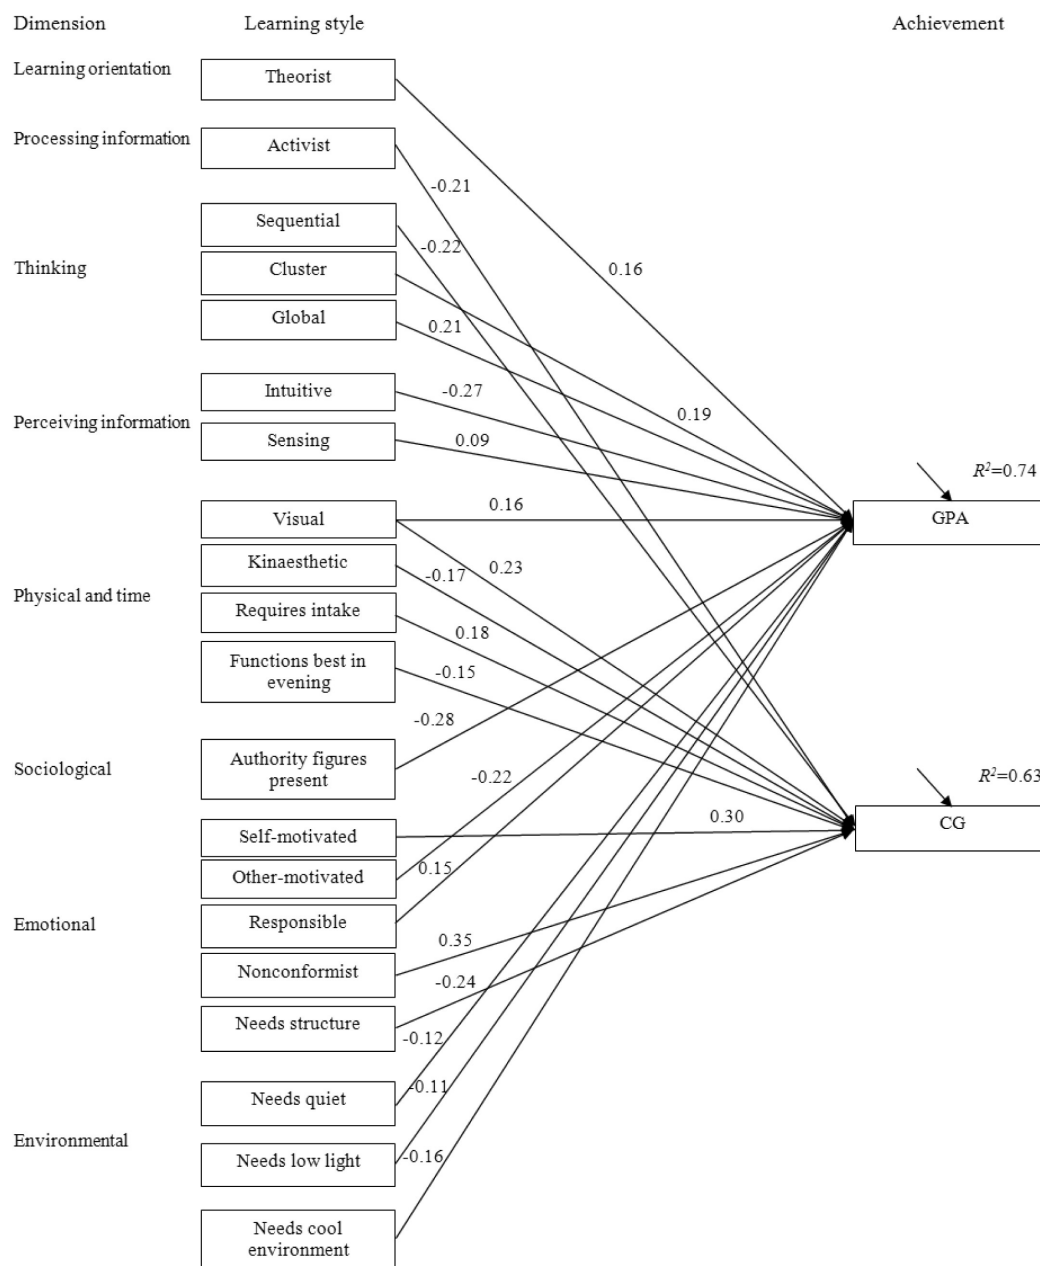 Dimension Learning style Achievement
Learning orientation Theorist
Processing information Activist
-0.21
Sequential
-0.22
Thinking Cluster 0.16
Global 0.21
Intuitive -0.27
Perceiving information 0.19
Sensing 0.09
R²=0.74
Visual 0.16 GPA
Kinaesthetic -0.17 0.23
Physical and time
Requires intake 0.18
Functions best in
evening
-0.15
-0.28
Sociological Authority figures
present
-0.22 R²=0.63
Self-motivated 0.30 CG
Other-motivated 0.15
Emotional Responsible
0.35
Nonconformist -0.24
Needs structure -0.12
Needs quiet -0.11
Environmental
Needs low light -0.16
Needs cool
environment